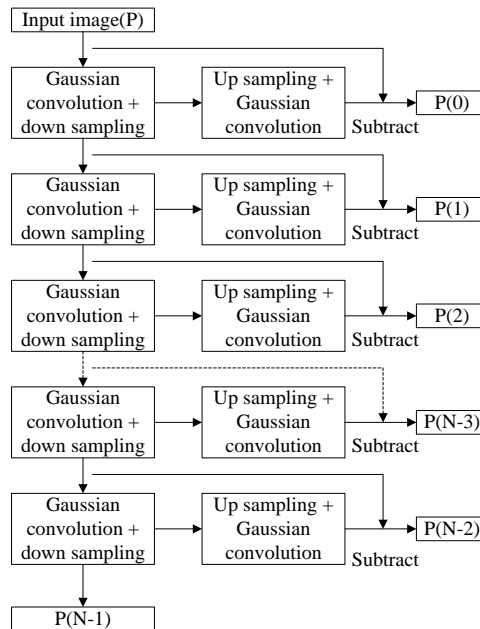 Input image(P)
Gaussian
convolution +
down sampling
Up sampling +
Gaussian
convolution
Subtract
P(0)
Gaussian
convolution +
down sampling
Up sampling +
Gaussian
convolution
Subtract
P(1)
Gaussian
convolution +
down sampling
Up sampling +
Gaussian
convolution
Subtract
P(2)
Gaussian
convolution +
down sampling
Up sampling +
Gaussian
convolution
Subtract
P(N-3)
Gaussian
convolution +
down sampling
Up sampling +
Gaussian
convolution
Subtract
P(N-2)
P(N-1)